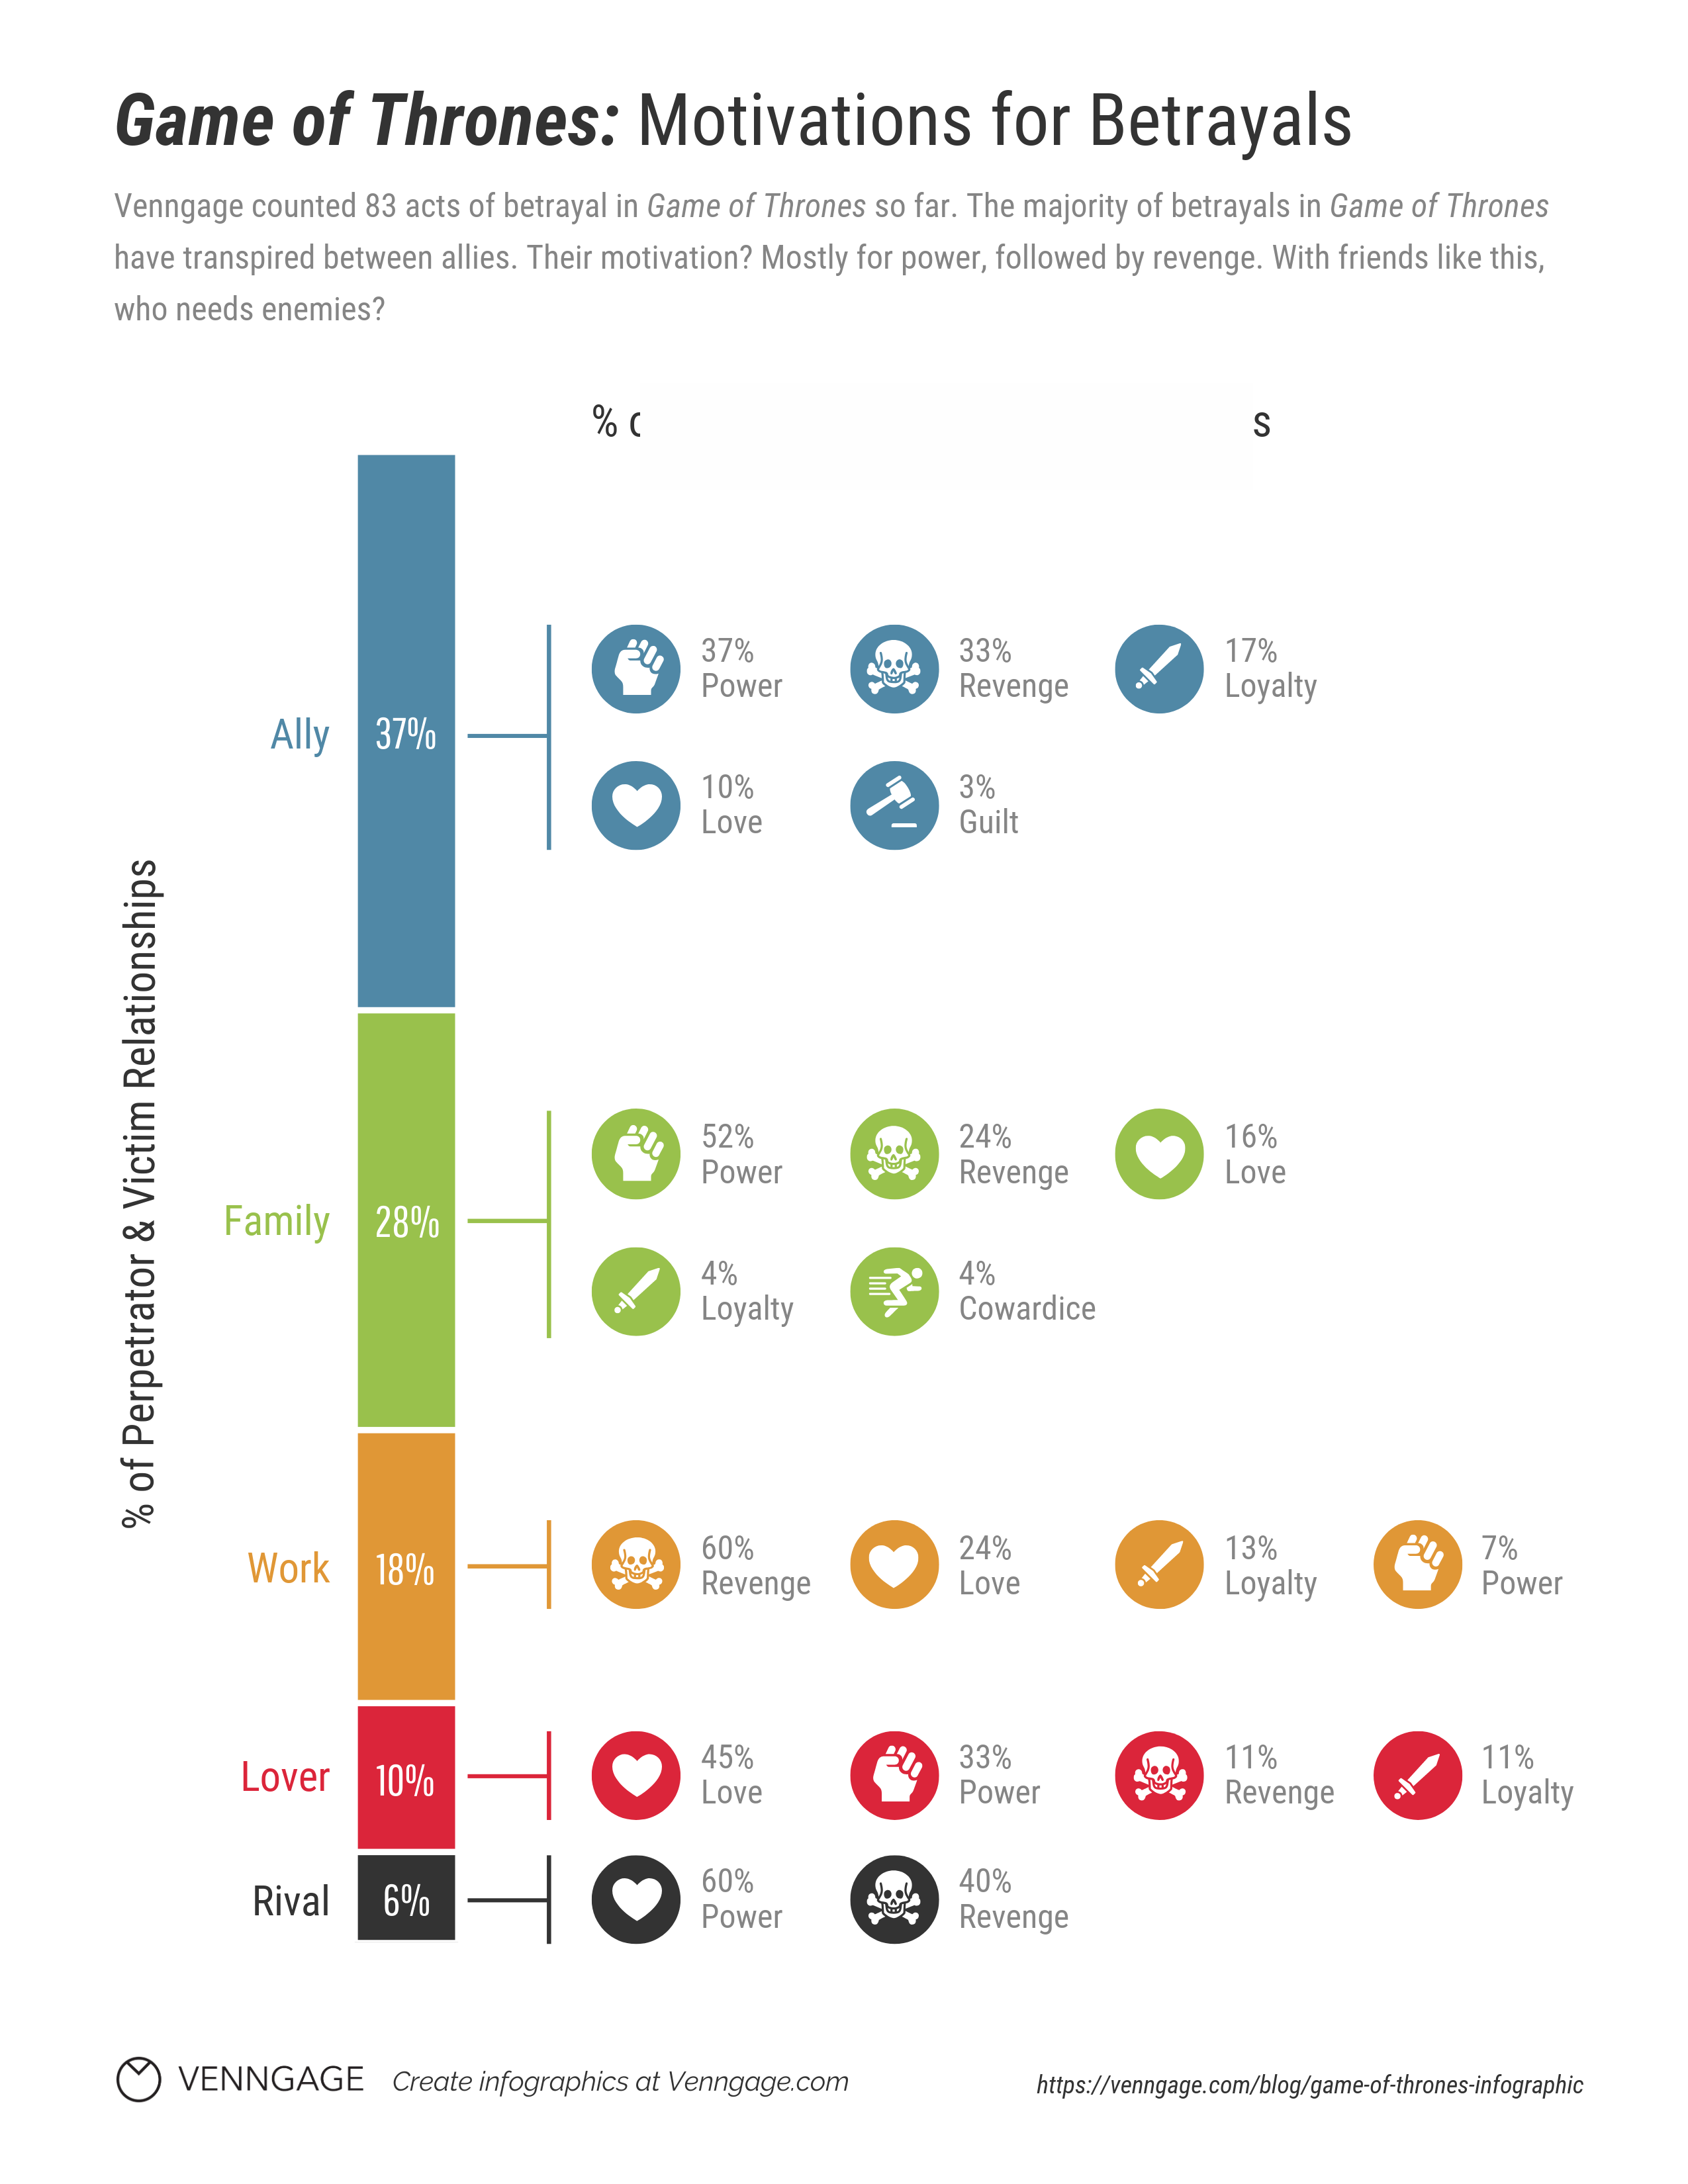 Game of Thrones: Motivations for Betrayals
Venngage counted 83 acts of betrayal in Game of Thrones so far. The majority of betrayals in Game of Thrones
have transpired between allies. Their motivation? Mostly for power, followed by revenge. With friends like this,
who needs enemies?
%
% of Perpetrator & Victim Relationships
Ally
37%
37%
Power
33%
Revenge
17%
Loyalty
10%
Love
3%
Guilt
Family
28%
52%
Power
24%
Revenge
16%
Love
4%
Loyalty
4%
Cowardice
Work
18%
60%
Revenge
24%
Love
13%
Loyalty
7%
Power
Lover
10%
45%
Love
33%
Power
11%
Revenge
11%
Loyalty
Rival
6%
60%
Power
40%
Revenge
VENNGAGE Create infographics at Venngage.com
https://venngage.com/blog/game-of-thrones-infographic